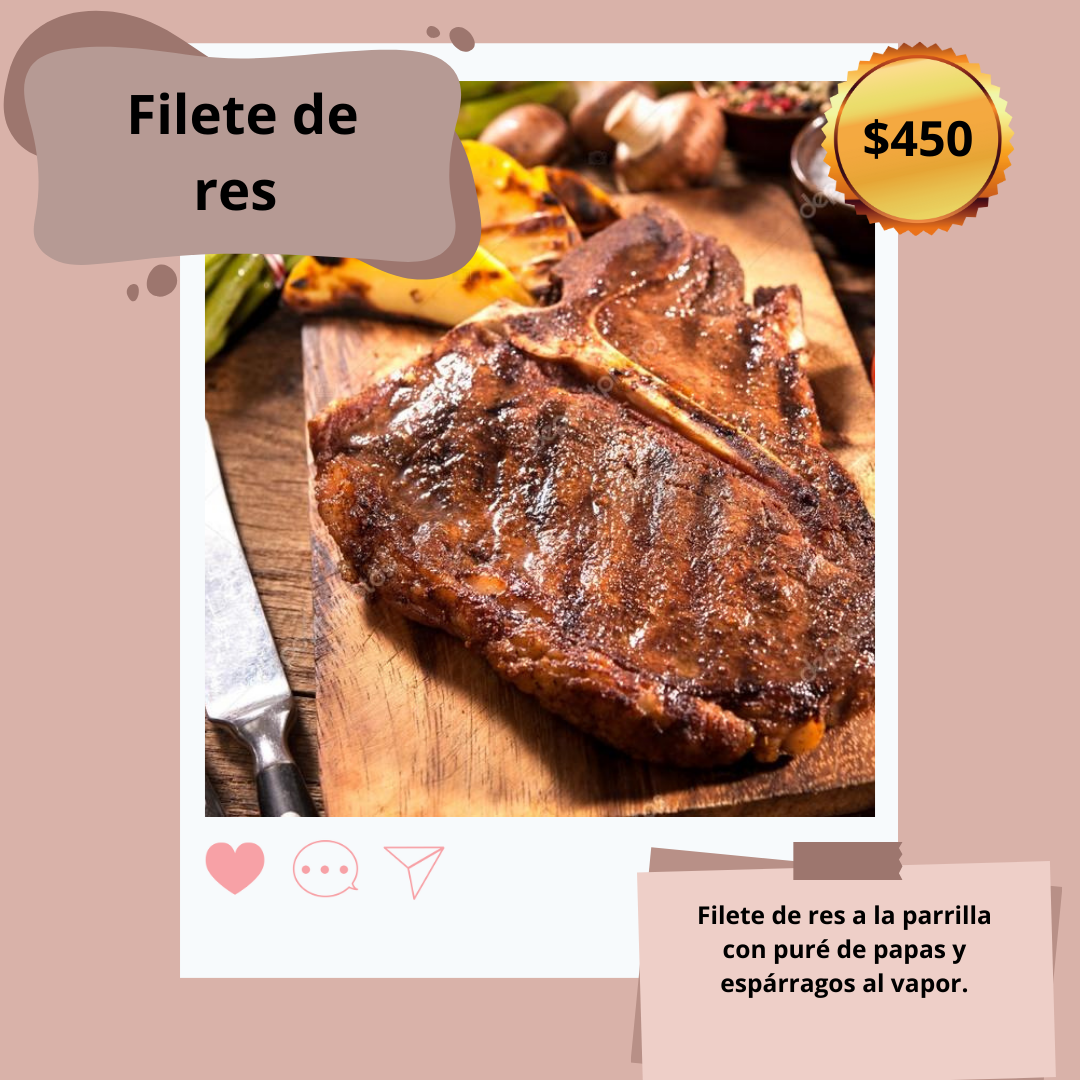 Filete de
res
$450
Filete de res a la parrilla
con puré de papas y
espárragos al vapor.